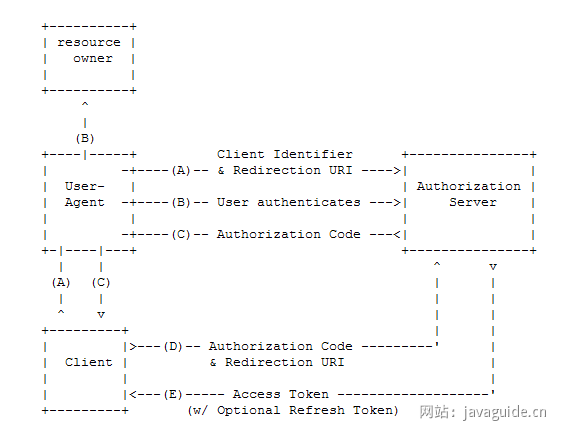 resource
owner
(B)
Client Identifier
(A) & Redirection URI
User-
Agent
Authorization
Server
(B) User authenticates
(C) Authorization Code
(A) (C)
(D) Authorization Code
Client & Redirection URI
(E) Access Token
(w/ Optional Refresh Token)
网站：javaguide.cn